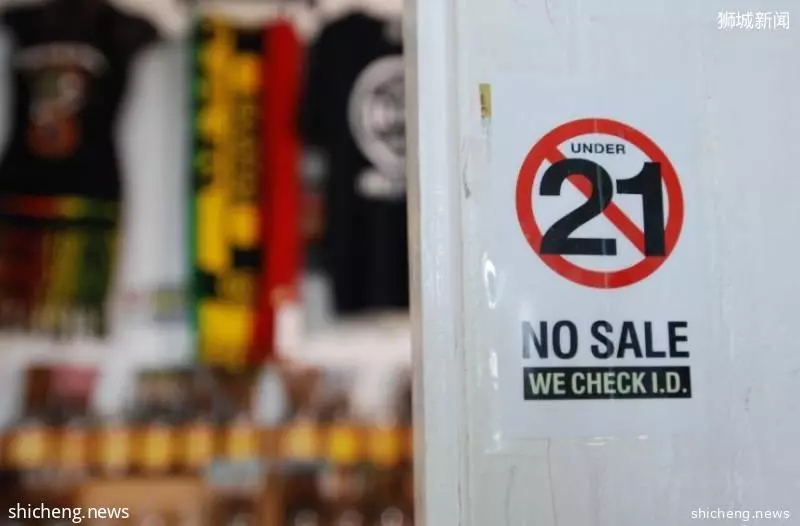 狮城新闻
UNDER
21
NO SALE
WE CHECK I.D.
shicheng.news
shicheng.news